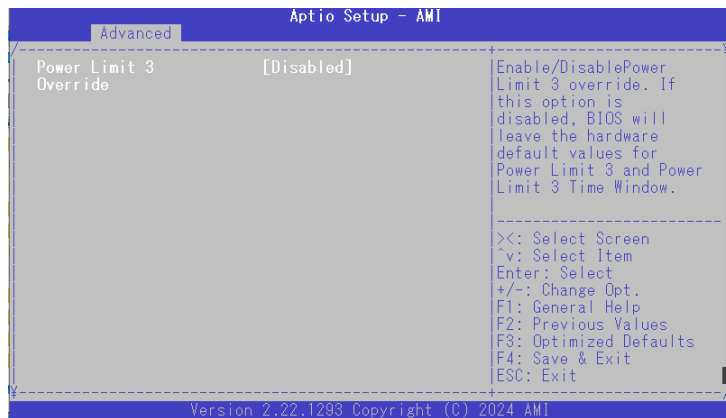 Aptio Setup - AMI
Advanced
Power Limit 3 [Disabled]
Override
Enable/DisablePower
Limit 3 override. If
this option is
disabled, BIOS will
leave the hardware
default values for
Power Limit 3 and Power
Limit 3 Time Window.
><: Select Screen
^v: Select Item
Enter: Select
+/-: Change Opt.
F1: General Help
F2: Previous Values
F3: Optimized Defaults
F4: Save & Exit
ESC: Exit
Version 2.22.1293 Copyright (C) 2024 AMI